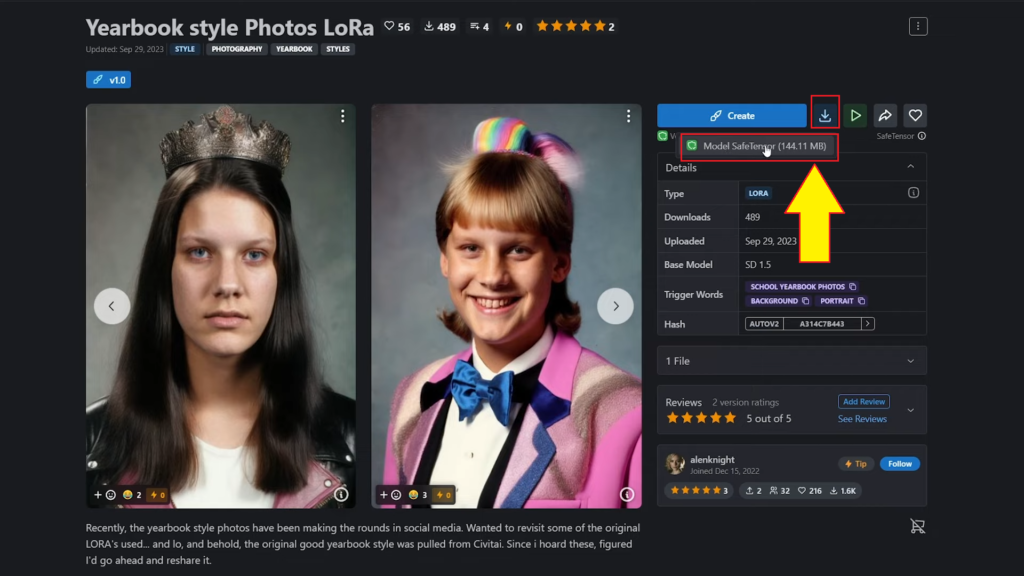 Yearbook style Photos LoRa 56 489 4 0 2
Updated: Sep 29, 2023 STYLE PHOTOGRAPHY YEARBOOK STYLES
v1.0
Create
SafeTensor
Model SafeTensor (144.11 MB)
Details
Type LORA
Downloads 489
Uploaded Sep 29, 2023
Base Model SD 1.5
Trigger Words SCHOOL YEARBOOK PHOTOS
BACKGROUND PORTRAIT
Hash AUTOV2 A314C7B443
1 File
Reviews 2 version ratings Add Review
5 out of 5 See Reviews
alenknight
Joined Dec 15, 2022
Tip Follow
3 2 32 216 1.6K
2 0
3 0
Recently, the yearbook style photos have been making the rounds in social media. Wanted to revisit some of the original
LORA's used... and lo, and behold, the original good yearbook style was pulled from Civitai. Since i hoard these, figured
I'd go ahead and reshare it.